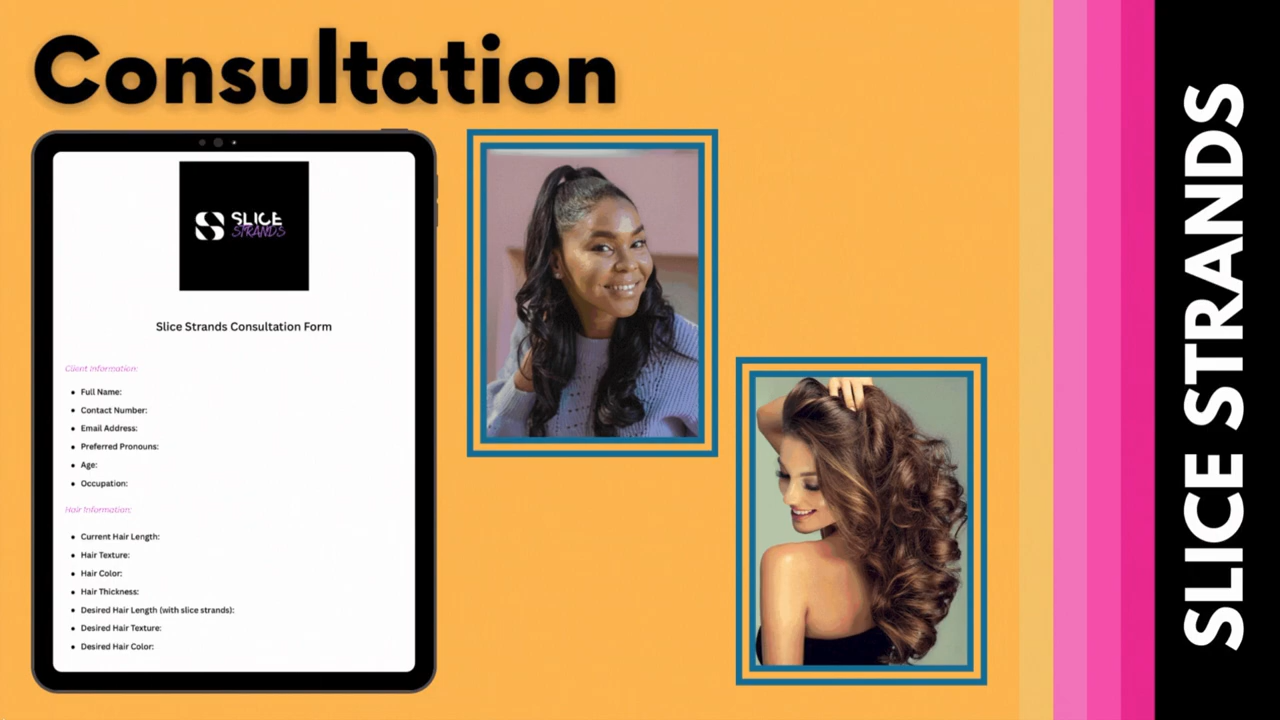 Consultation
SLICE
STRANDS
Slice Strands Consultation Form
Client Information:
Full Name:
Contact Number:
Email Address:
Preferred Pronouns:
Age:
Occupation:
Hair Information:
Current Hair Length:
Hair Texture:
Hair Color:
Hair Thickness:
Desired Hair Length (with slice strands):
Desired Hair Texture:
Desired Hair Color:
SLICE STRANDS